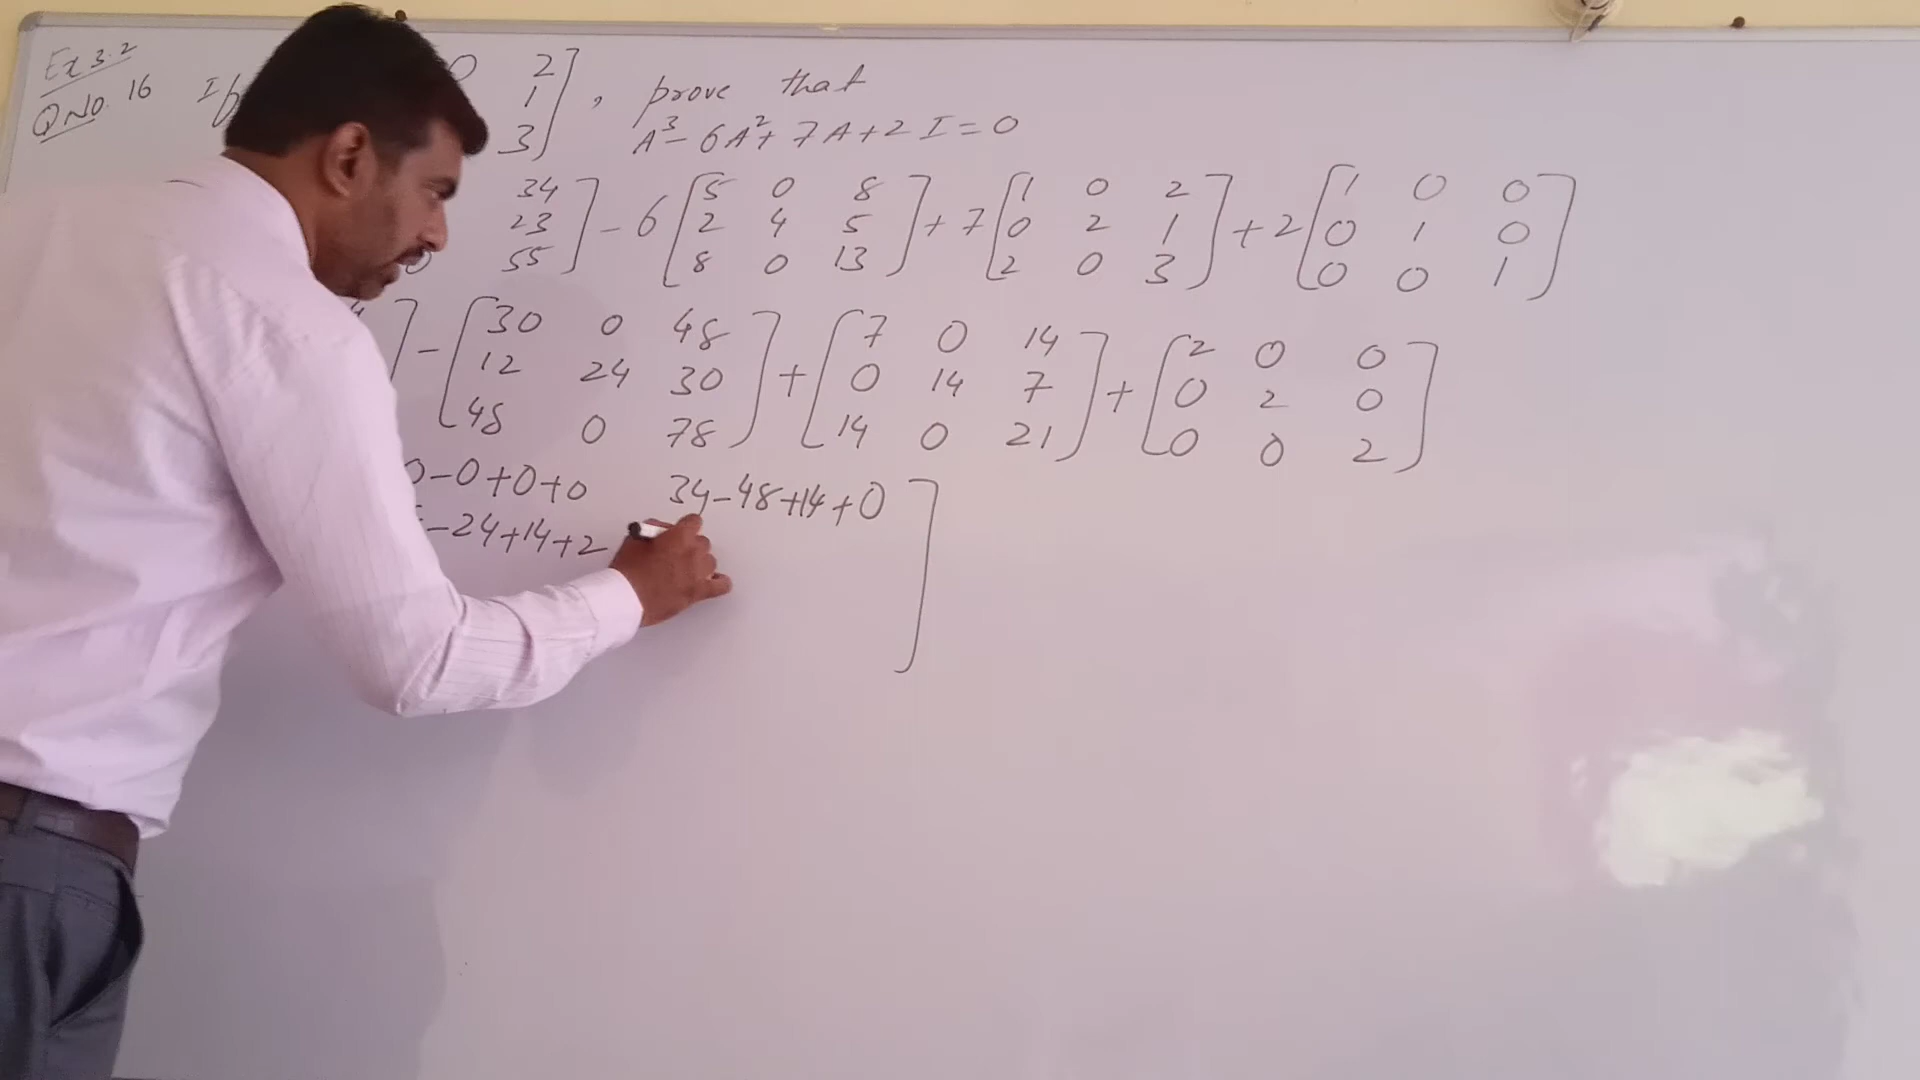 Ex 3.2
Q No. 16 If 0 2 , prove that
1
3 A³ - 6A² + 7A + 2I = 0
34 - 6 [5 0 8 + 7 [1 0 2 + 2 [1 0 0
23 2 4 5 0 2 1 0 1 0
0 55] 8 0 13] 2 0 3] 0 0 1]
] - [30 0 48 + [7 0 14 + [2 0 0
12 24 30 0 14 7 0 2 0
48 0 78] 14 0 21] 0 0 2]
0-0+0+0 34-48+14+0 ]
-24+14+2